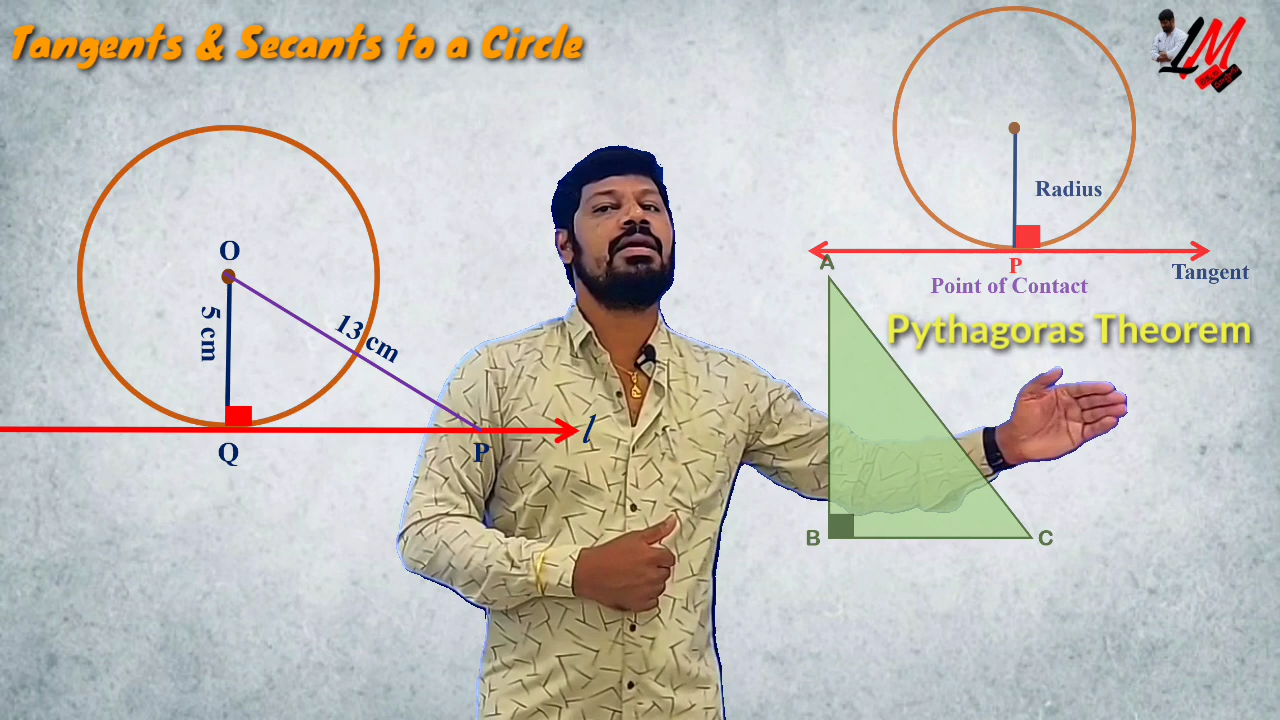 Tangents & Secants to a Circle
LM
O
5 cm
13 cm
l
Q
P
Radius
P
Tangent
Point of Contact
A
Pythagoras Theorem
B
C